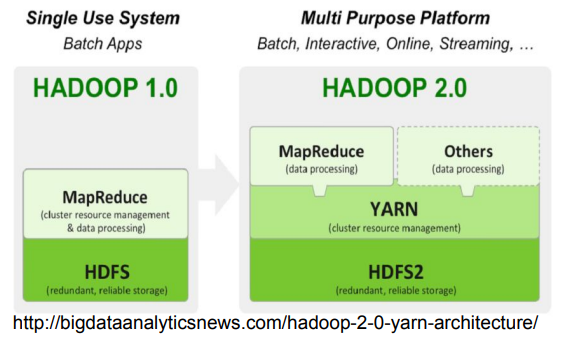 Single Use System
Batch Apps
Multi Purpose Platform
Batch, Interactive, Online, Streaming, …
HADOOP 1.0
MapReduce
(cluster resource management
& data processing)
HDFS
(redundant, reliable storage)
HADOOP 2.0
MapReduce
(data processing)
Others
(data processing)
YARN
(cluster resource management)
HDFS2
(redundant, reliable storage)
http://bigdataanalyticsnews.com/hadoop-2-0-yarn-architecture/